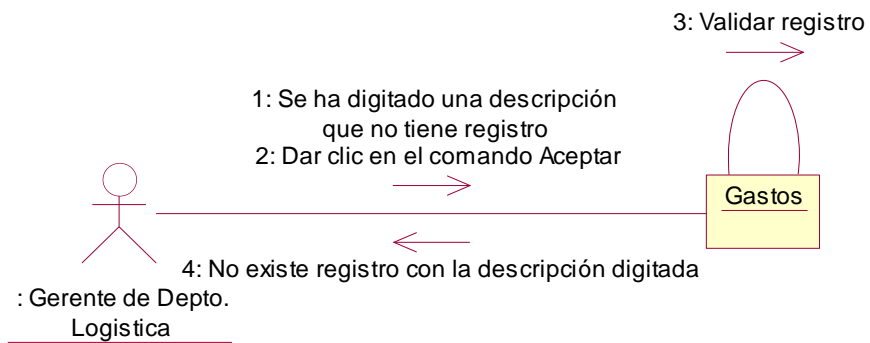 3: Validar registro
1: Se ha digitado una descripción
que no tiene registro
2: Dar clic en el comando Aceptar
Gastos
4: No existe registro con la descripción digitada
: Gerente de Depto.
Logistica